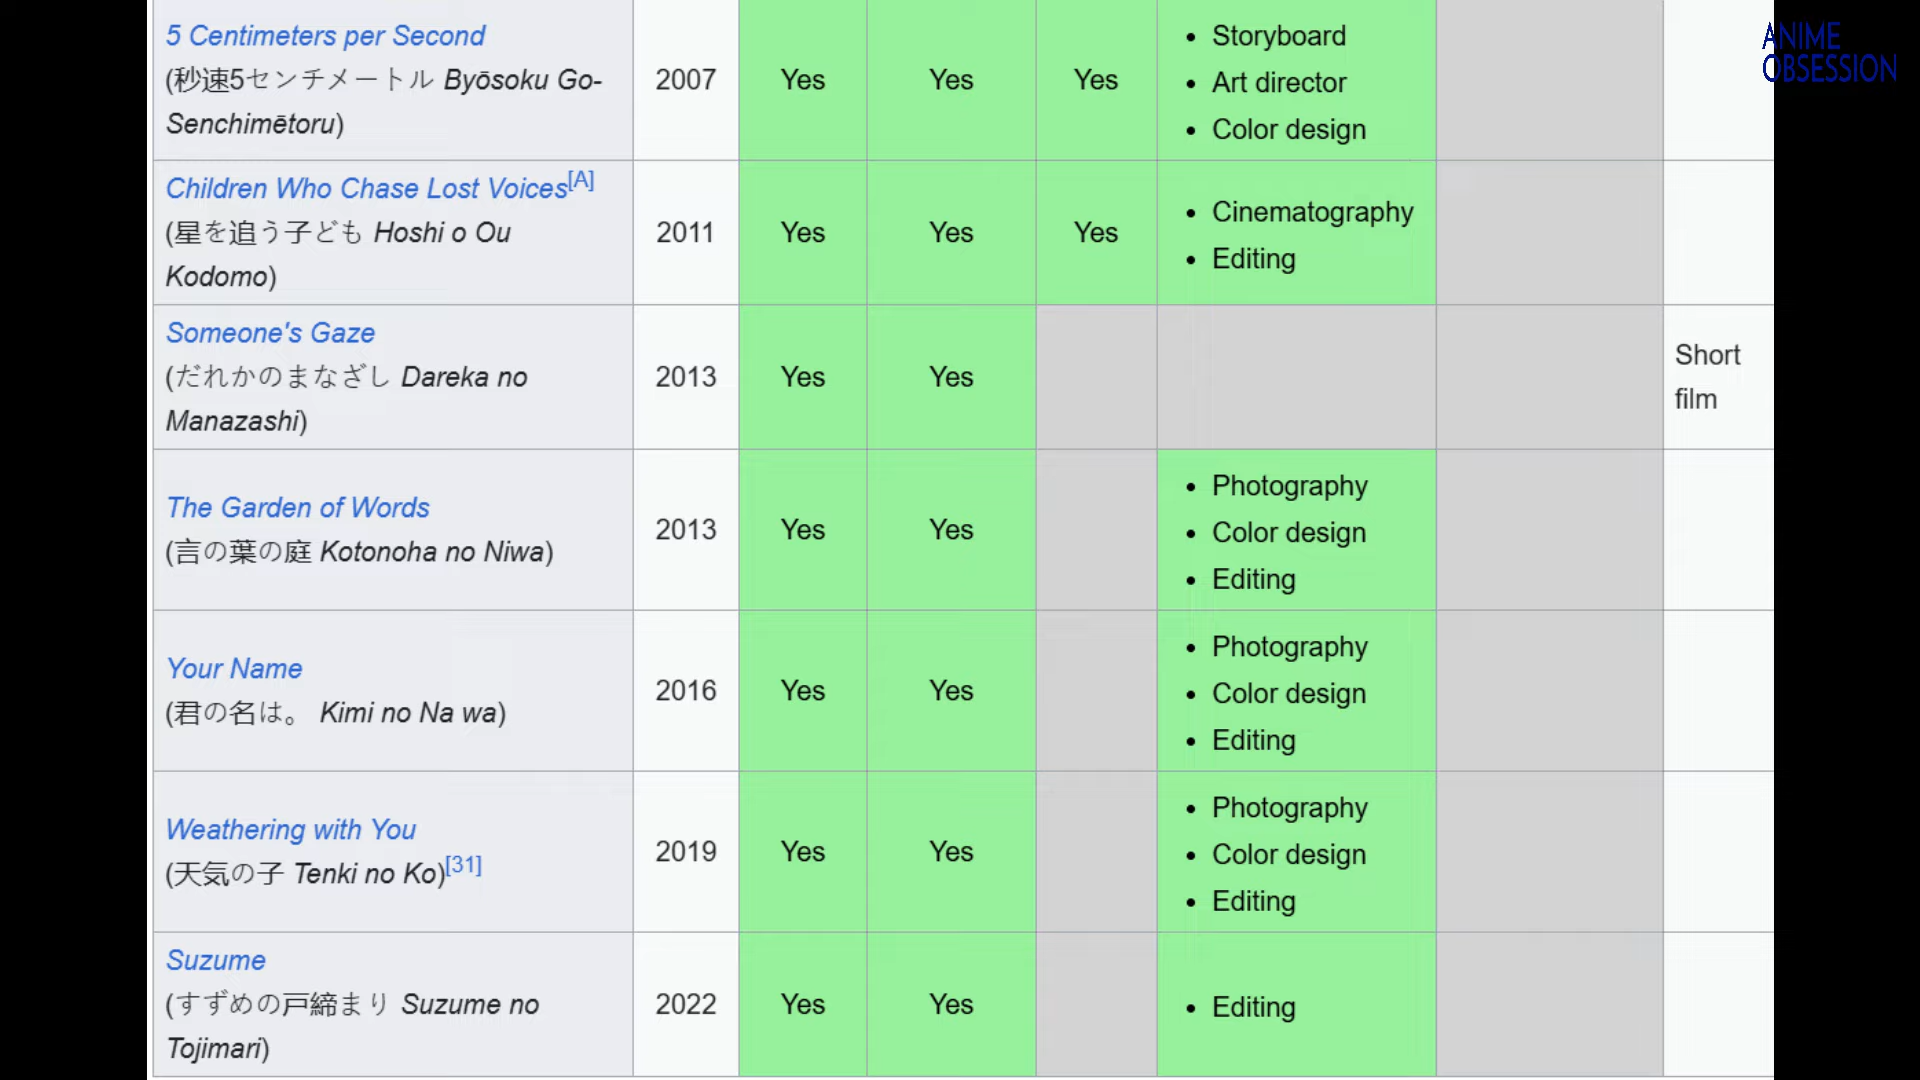 ANIME
OBSESSION
5 Centimeters per Second
(秒速5センチメートル Byōsoku Go-
Senchimētoru)
2007
Yes
Yes
Yes
• Storyboard
• Art director
• Color design
Children Who Chase Lost Voices[A]
(星を追う子ども Hoshi o Ou
Kodomo)
2011
Yes
Yes
Yes
• Cinematography
• Editing
Someone's Gaze
(だれかのまなざし Dareka no
Manazashi)
2013
Yes
Yes
Short
film
The Garden of Words
(言の葉の庭 Kotonoha no Niwa)
2013
Yes
Yes
• Photography
• Color design
• Editing
Your Name
(君の名は。 Kimi no Na wa)
2016
Yes
Yes
• Photography
• Color design
• Editing
Weathering with You
(天気の子 Tenki no Ko)[31]
2019
Yes
Yes
• Photography
• Color design
• Editing
Suzume
(すずめの戸締まり Suzume no
Tojimari)
2022
Yes
Yes
• Editing